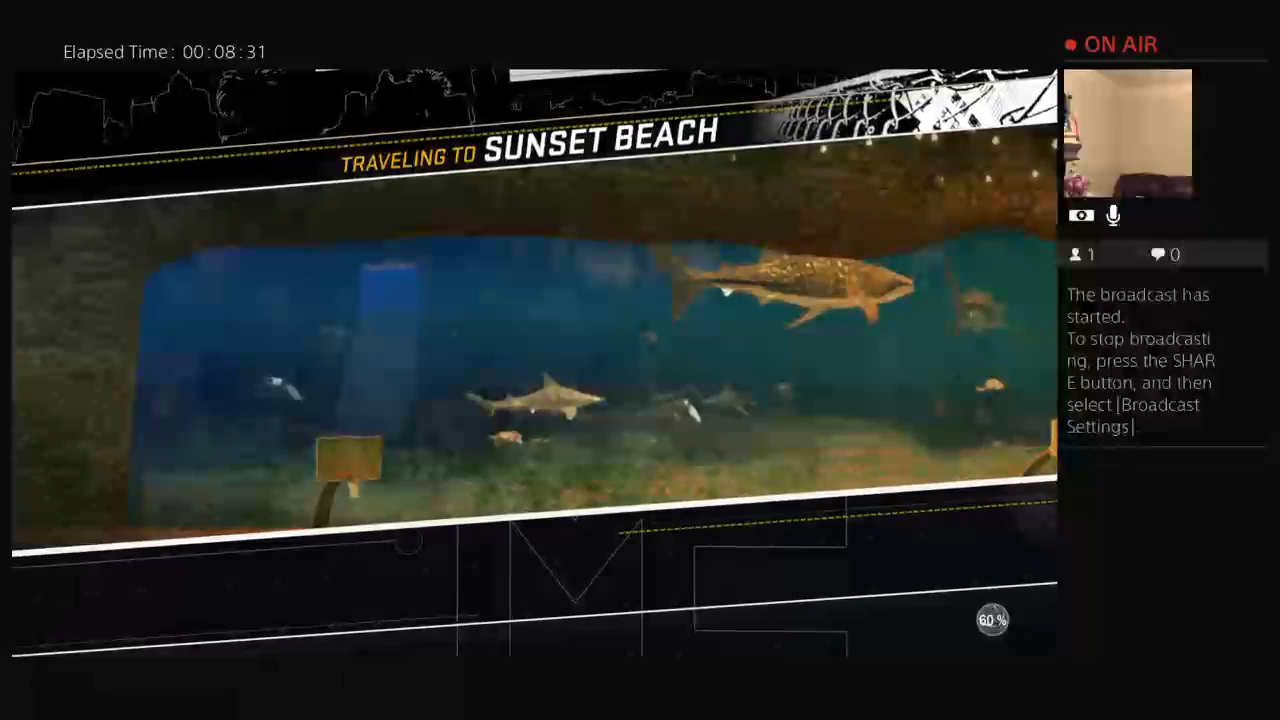 Elapsed Time: 00:08:31
ON AIR
TRAVELING TO SUNSET BEACH
1
0
The broadcast has
started.
To stop broadcasti
ng, press the SHAR
E button, and then
select |Broadcast
Settings|
60 %